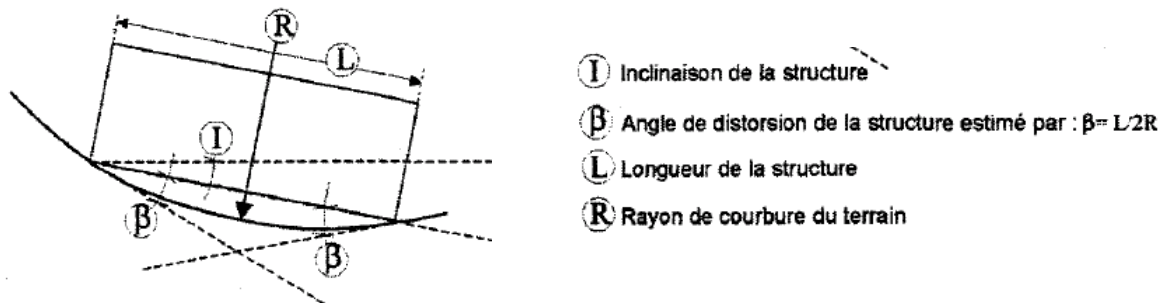 R
L
I
β
β
I Inclinaison de la structure
β Angle de distorsion de la structure estimé par : β= L/2R
L Longueur de la structure
R Rayon de courbure du terrain